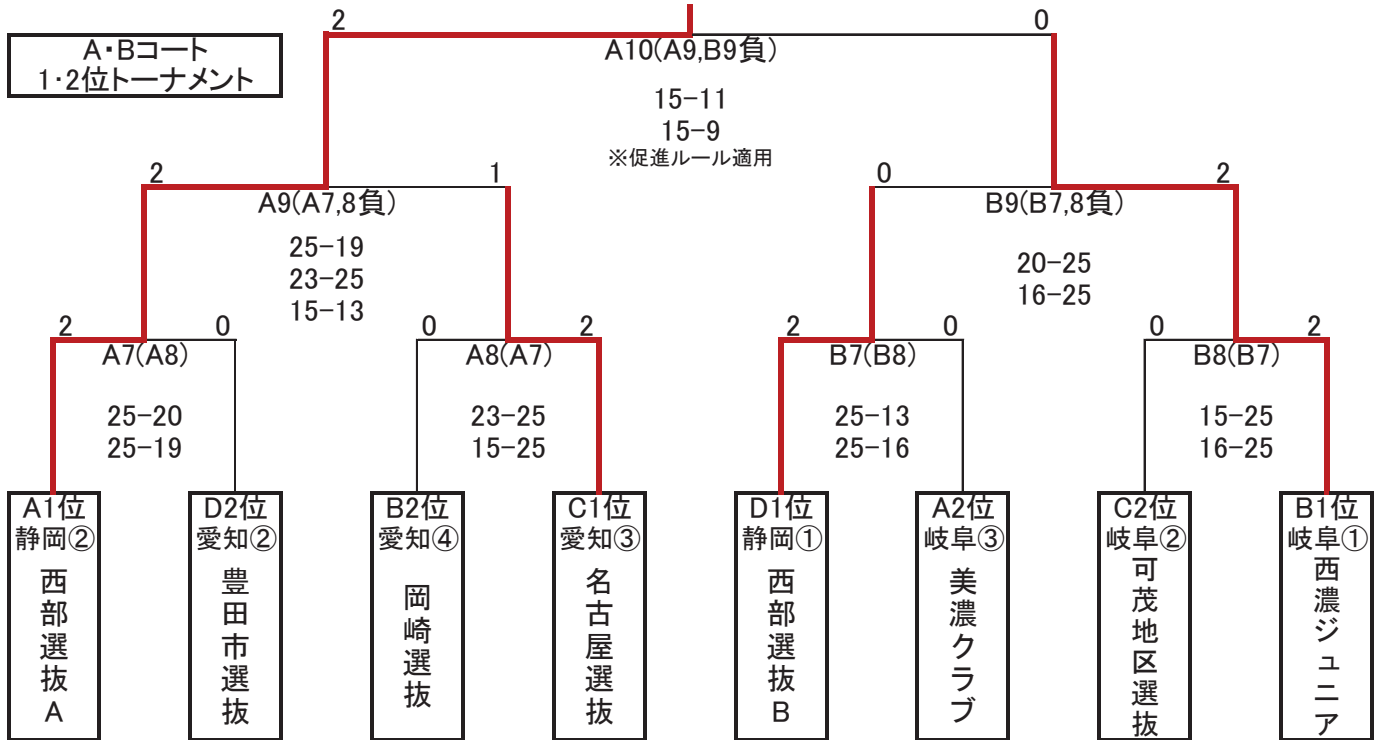 2
0
A・Bコート
1・2位トーナメント
A10(A9,B9負)
15-11
15-9
※促進ルール適用
2
1
0
2
A9(A7,8負)
B9(B7,8負)
25-19
23-25
15-13
20-25
16-25
2
0
0
2
2
0
0
2
A7(A8)
A8(A7)
B7(B8)
B8(B7)
25-20
25-19
23-25
15-25
25-13
25-16
15-25
16-25
A1位
静岡②
西部選抜A
D2位
愛知②
豊田市選抜
B2位
愛知④
岡崎選抜
C1位
愛知③
名古屋選抜
D1位
静岡①
西部選抜B
A2位
岐阜③
美濃クラブ
C2位
岐阜②
可茂地区選抜
B1位
岐阜①
西濃ジュニア